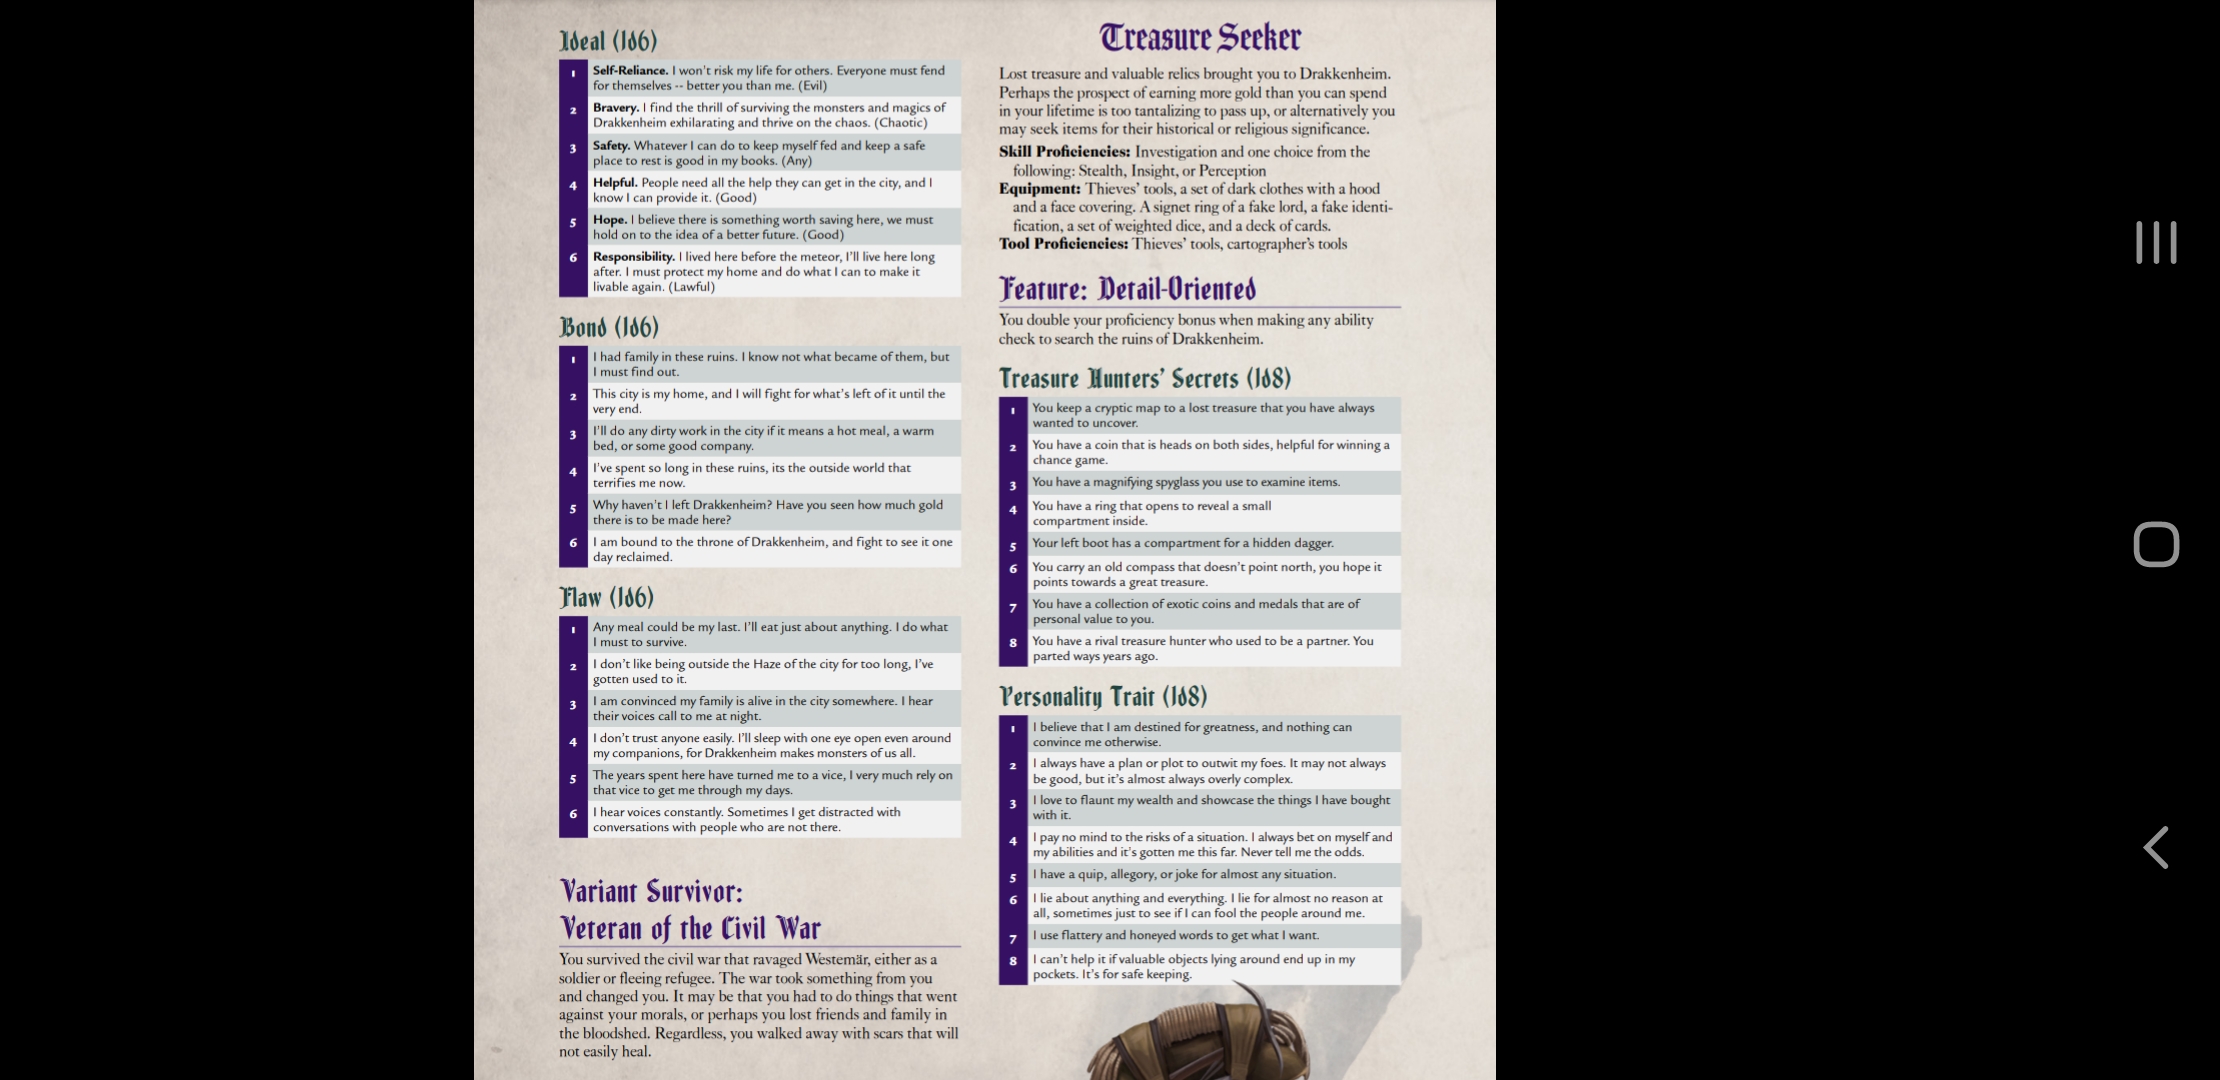 Ideal (1d6)
1
Self-Reliance. I won't risk my life for others. Everyone must fend
for themselves -- better you than me. (Evil)
2
Bravery. I find the thrill of surviving the monsters and magics of
Drakkenheim exhilarating and thrive on the chaos. (Chaotic)
3
Safety. Whatever I can do to keep myself fed and keep a safe
place to rest is good in my books. (Any)
4
Helpful. People need all the help they can get in the city, and I
know I can provide it. (Good)
5
Hope. I believe there is something worth saving here, we must
hold on to the idea of a better future. (Good)
6
Responsibility. I lived here before the meteor, I'll live here long
after. I must protect my home and do what I can to make it
livable again. (Lawful)
Bond (1d6)
1
I had family in these ruins. I know not what became of them, but
I must find out.
2
This city is my home, and I will fight for what's left of it until the
very end.
3
I'll do any dirty work in the city if it means a hot meal, a warm
bed, or some good company.
4
I've spent so long in these ruins, its the outside world that
terrifies me now.
5
Why haven't I left Drakkenheim? Have you seen how much gold
there is to be made here?
6
I am bound to the throne of Drakkenheim, and fight to see it one
day reclaimed.
Flaw (1d6)
1
Any meal could be my last. I'll eat just about anything. I do what
I must to survive.
2
I don't like being outside the Haze of the city for too long, I've
gotten used to it.
3
I am convinced my family is alive in the city somewhere. I hear
their voices call to me at night.
4
I don't trust anyone easily. I'll sleep with one eye open even around
my companions, for Drakkenheim makes monsters of us all.
5
The years spent here have turned me to a vice, I very much rely on
that vice to get me through my days.
6
I hear voices constantly. Sometimes I get distracted with
conversations with people who are not there.
Variant Survivor:
Veteran of the Civil War
You survived the civil war that ravaged Westemär, either as a
soldier or fleeing refugee. The war took something from you
and changed you. It may be that you had to do things that went
against your morals, or perhaps you lost friends and family in
the bloodshed. Regardless, you walked away with scars that will
not easily heal.
Treasure Seeker
Lost treasure and valuable relics brought you to Drakkenheim.
Perhaps the prospect of earning more gold than you can spend
in your lifetime is too tantalizing to pass up, or alternatively you
may seek items for their historical or religious significance.
Skill Proficiencies: Investigation and one choice from the
following: Stealth, Insight, or Perception
Equipment: Thieves' tools, a set of dark clothes with a hood
and a face covering. A signet ring of a fake lord, a fake identi-
fication, a set of weighted dice, and a deck of cards.
Tool Proficiencies: Thieves' tools, cartographer's tools
Feature: Detail-Oriented
You double your proficiency bonus when making any ability
check to search the ruins of Drakkenheim.
Treasure Hunters' Secrets (1d8)
1
You keep a cryptic map to a lost treasure that you have always
wanted to uncover.
2
You have a coin that is heads on both sides, helpful for winning a
chance game.
3
You have a magnifying spyglass you use to examine items.
4
You have a ring that opens to reveal a small
compartment inside.
5
Your left boot has a compartment for a hidden dagger.
6
You carry an old compass that doesn't point north, you hope it
points towards a great treasure.
7
You have a collection of exotic coins and medals that are of
personal value to you.
8
You have a rival treasure hunter who used to be a partner. You
parted ways years ago.
Personality Trait (1d8)
1
I believe that I am destined for greatness, and nothing can
convince me otherwise.
2
I always have a plan or plot to outwit my foes. It may not always
be good, but it's almost always overly complex.
3
I love to flaunt my wealth and showcase the things I have bought
with it.
4
I pay no mind to the risks of a situation. I always bet on myself and
my abilities and it's gotten me this far. Never tell me the odds.
5
I have a quip, allegory, or joke for almost any situation.
6
I lie about anything and everything. I lie for almost no reason at
all, sometimes just to see if I can fool the people around me.
7
I use flattery and honeyed words to get what I want.
8
I can't help it if valuable objects lying around end up in my
pockets. It's for safe keeping.